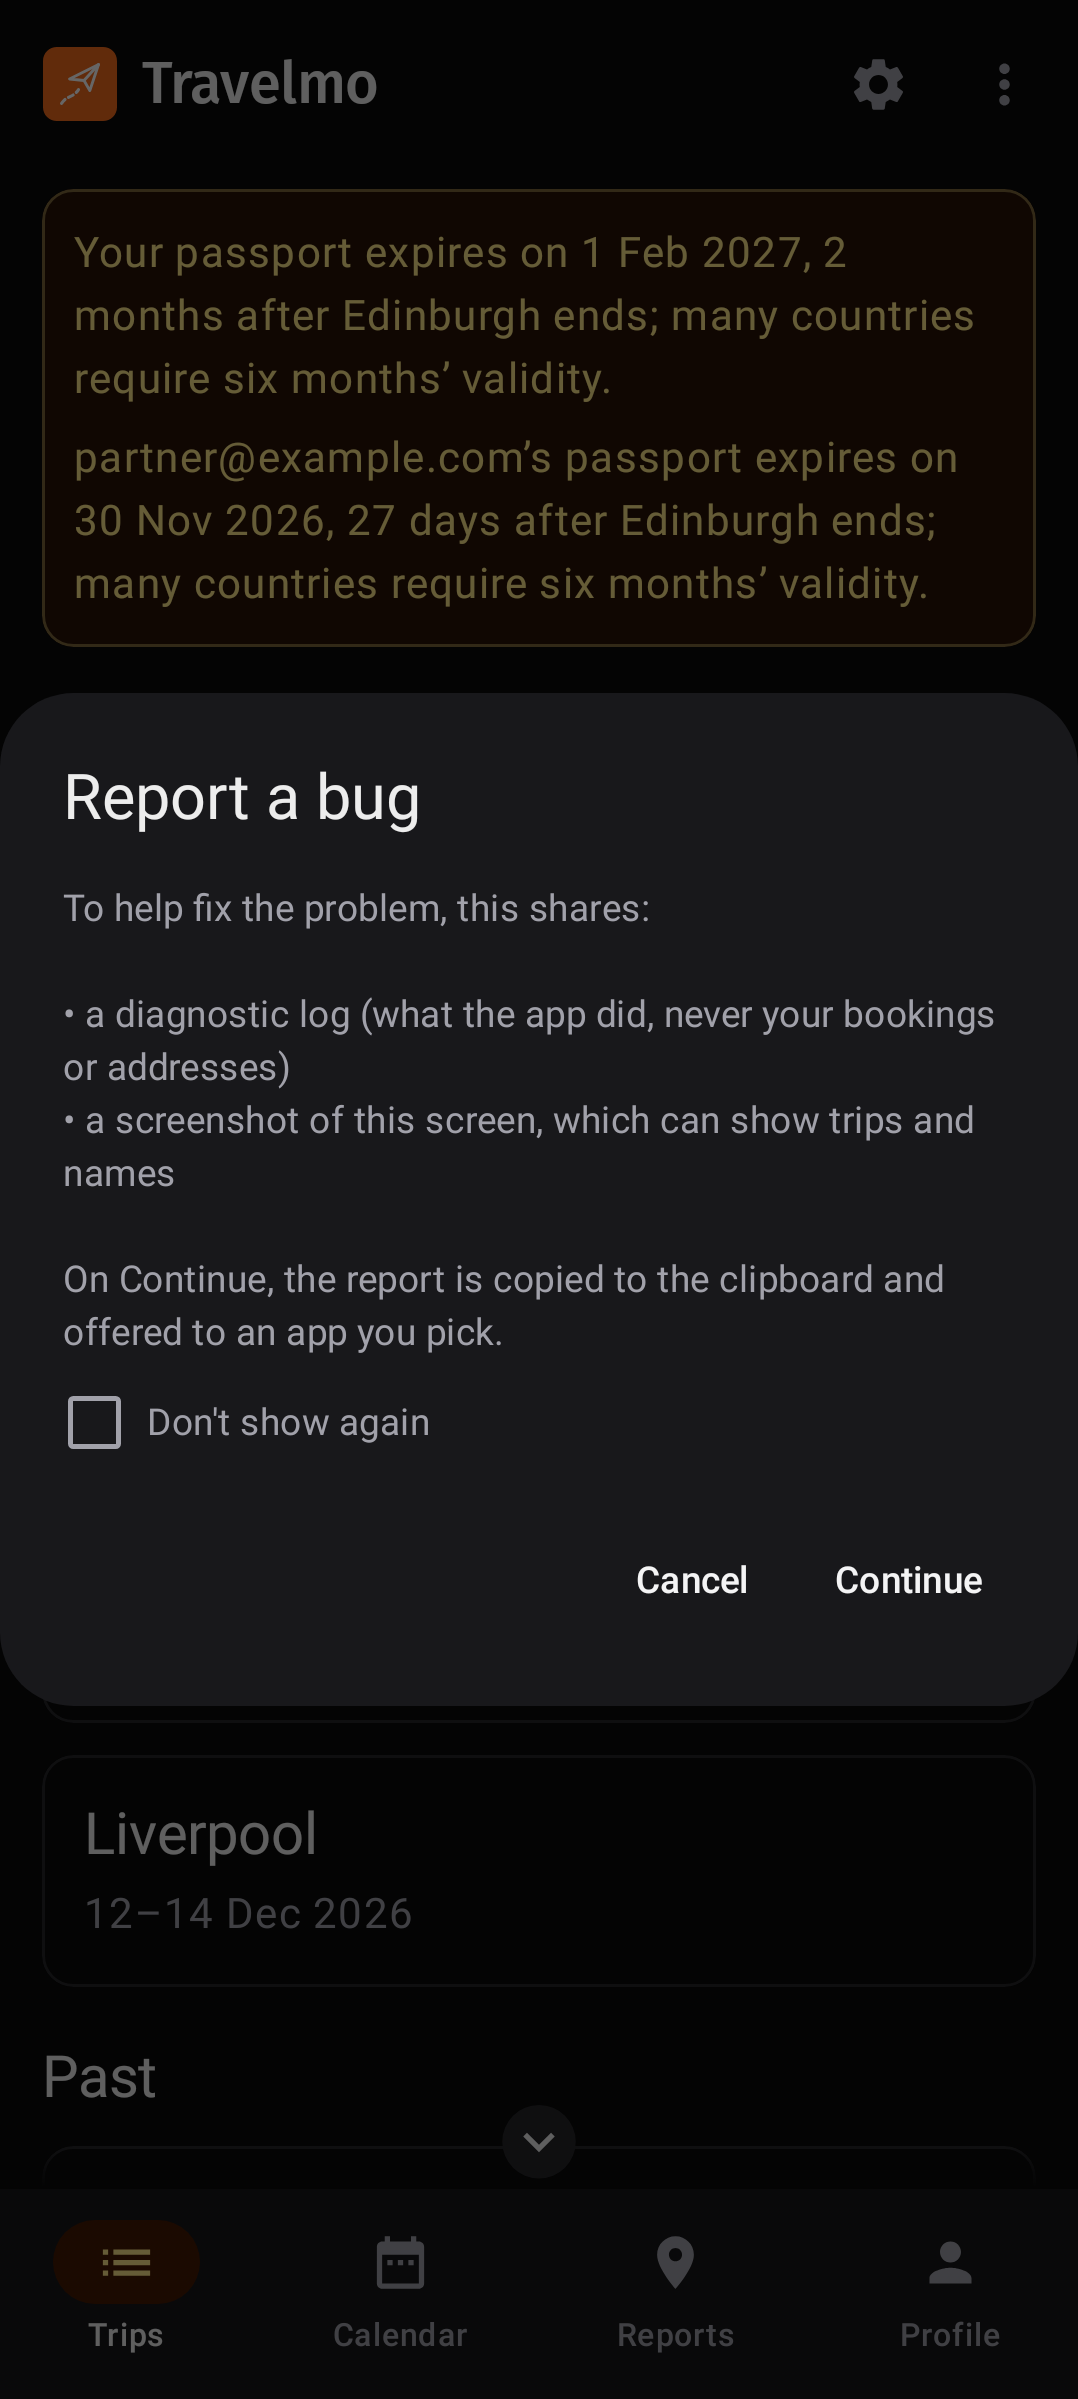 Travelmo
Your passport expires on 1 Feb 2027, 2
months after Edinburgh ends; many countries
require six months’ validity.
partner@example.com’s passport expires on
30 Nov 2026, 27 days after Edinburgh ends;
many countries require six months’ validity.
Report a bug
To help fix the problem, this shares:
• a diagnostic log (what the app did, never your bookings
or addresses)
• a screenshot of this screen, which can show trips and
names
On Continue, the report is copied to the clipboard and
offered to an app you pick.
Don't show again
Cancel Continue
Liverpool
12–14 Dec 2026
Past
Trips Calendar Reports Profile